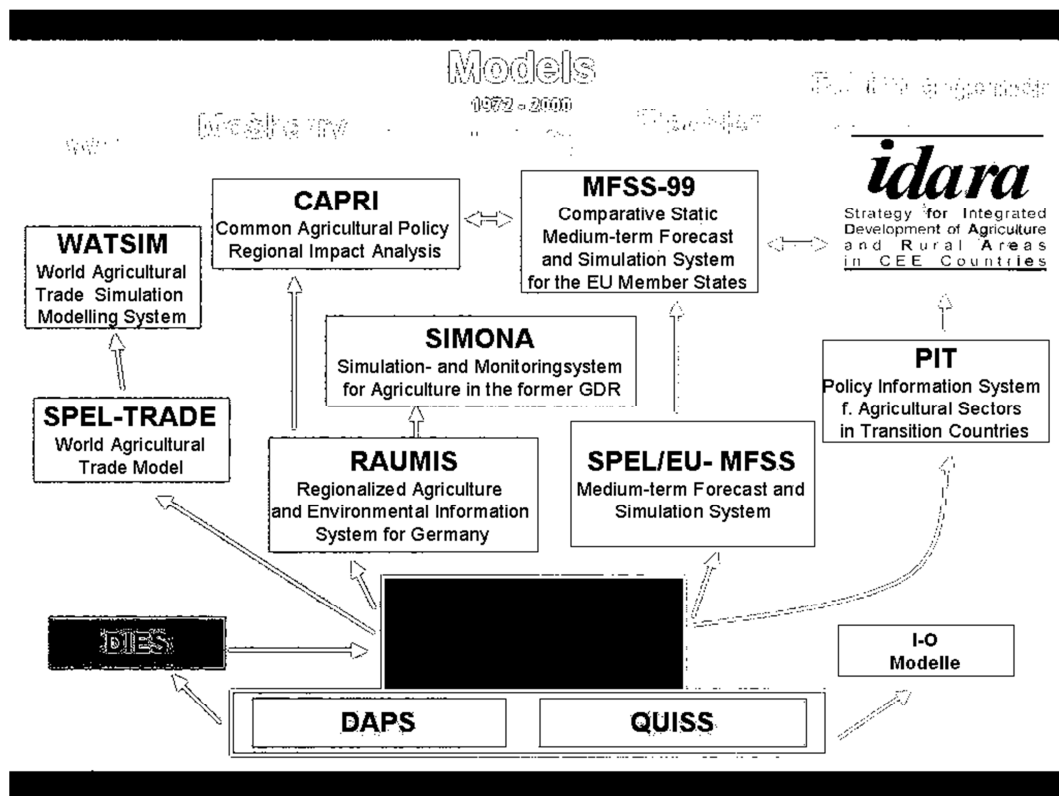 Models
1972 - 2000
idara
Strategy for Integrated
Development of Agriculture
and Rural Areas
in CEE Countries
CAPRI
Common Agricultural Policy
Regional Impact Analysis
MFSS-99
Comparative Static
Medium-term Forecast
and Simulation System
for the EU Member States
WATSIM
World Agricultural
Trade Simulation
Modelling System
SIMONA
Simulation- and Monitoringsystem
for Agriculture in the former GDR
PIT
Policy Information System
f. Agricultural Sectors
in Transition Countries
SPEL-TRADE
World Agricultural
Trade Model
RAUMIS
Regionalized Agriculture
and Environmental Information
System for Germany
SPEL/EU- MFSS
Medium-term Forecast and
Simulation System
DIES
I-O
Modelle
DAPS
QUISS